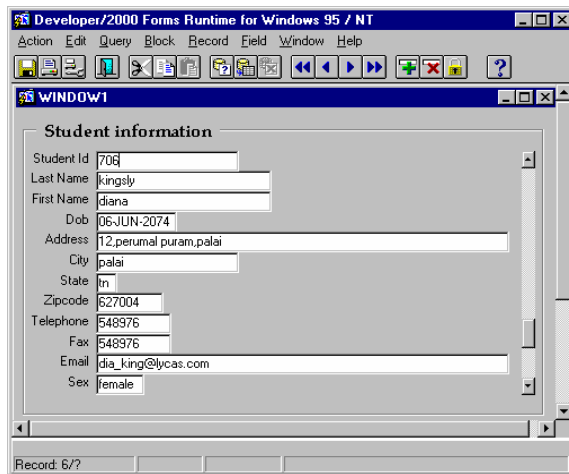 Developer/2000 Forms Runtime for Windows 95 / NT
Action Edit Query Block Record Field Window Help
WINDOW1
Student information
Student Id 706
Last Name kingsly
First Name diana
Dob 06-JUN-2074
Address 12,perumal puram,palai
City palai
State tn
Zipcode 627004
Telephone 548976
Fax 548976
Email dia_king@lycas.com
Sex female
Record: 6/?